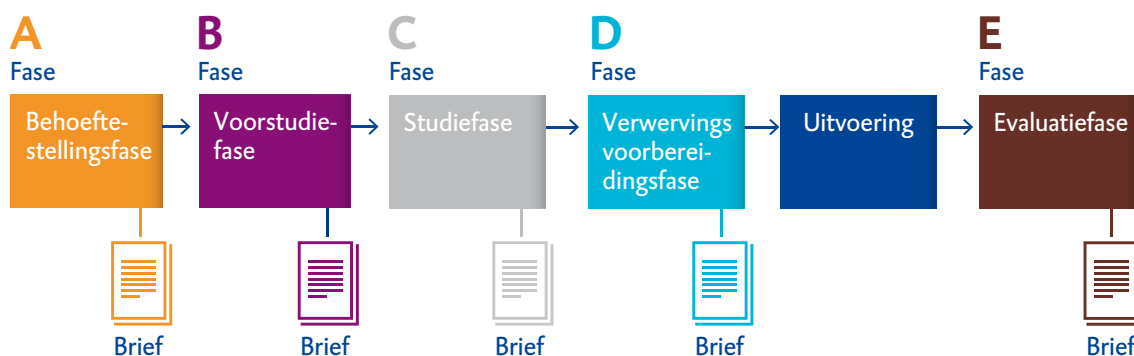 A
B
C
D
E
Fase
Fase
Fase
Fase
Fase
Behoefte-
stellingsfase
Voorstudie-
fase
Studiefase
Verwervings
voorberei-
dingsfase
Uitvoering
Evaluatiefase
Brief
Brief
Brief
Brief
Brief